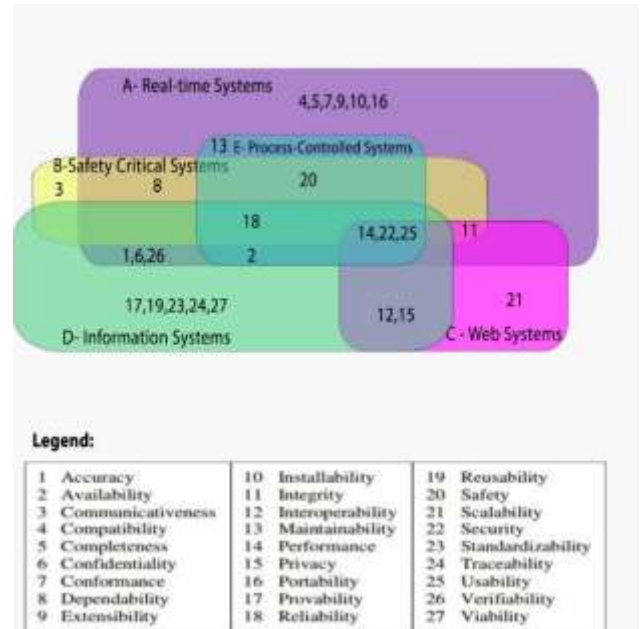 A- Real-time Systems
4,5,7,9,10,16
13 E- Process-Controlled Systems
B-Safety Critical Systems
3
8
20
18
14,22,25
11
1,6,26
2
17,19,23,24,27
12,15
21
D- Information Systems
C - Web Systems
Legend:
1 Accuracy
2 Availability
3 Communicativeness
4 Compatibility
5 Completeness
6 Confidentiality
7 Conformance
8 Dependability
9 Extensibility
10 Installability
11 Integrity
12 Interoperability
13 Maintainability
14 Performance
15 Privacy
16 Portability
17 Provability
18 Reliability
19 Reusability
20 Safety
21 Scalability
22 Security
23 Standardizability
24 Traceability
25 Usability
26 Verifiability
27 Viability